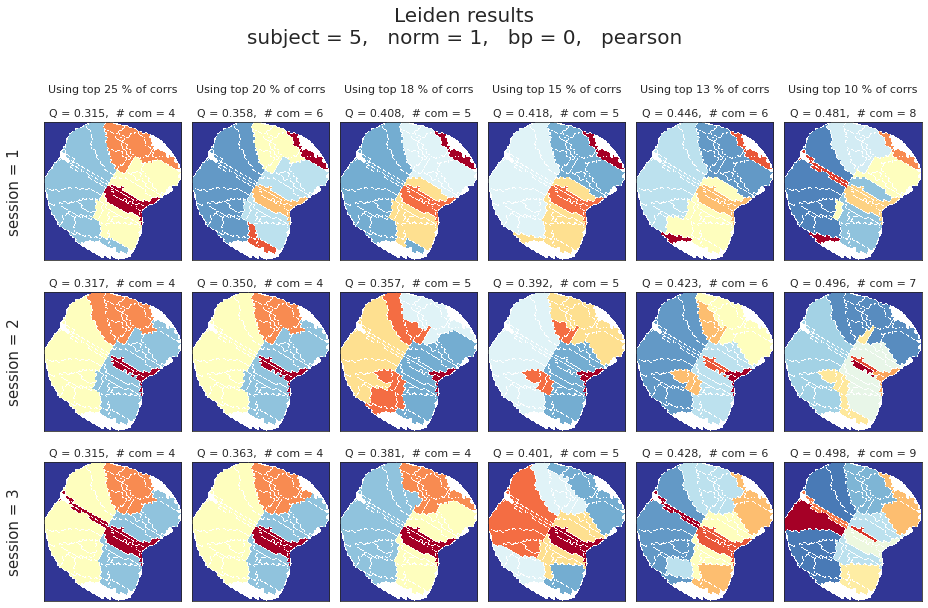 Leiden results
subject = 5,   norm = 1,   bp = 0,   pearson
Using top 25 % of corrs
Using top 20 % of corrs
Using top 18 % of corrs
Using top 15 % of corrs
Using top 13 % of corrs
Using top 10 % of corrs
session = 1
Q = 0.315,  # com = 4
Q = 0.358,  # com = 6
Q = 0.408,  # com = 5
Q = 0.418,  # com = 5
Q = 0.446,  # com = 6
Q = 0.481,  # com = 8
session = 2
Q = 0.317,  # com = 4
Q = 0.350,  # com = 4
Q = 0.357,  # com = 5
Q = 0.392,  # com = 5
Q = 0.423,  # com = 6
Q = 0.496,  # com = 7
session = 3
Q = 0.315,  # com = 4
Q = 0.363,  # com = 4
Q = 0.381,  # com = 4
Q = 0.401,  # com = 5
Q = 0.428,  # com = 6
Q = 0.498,  # com = 9